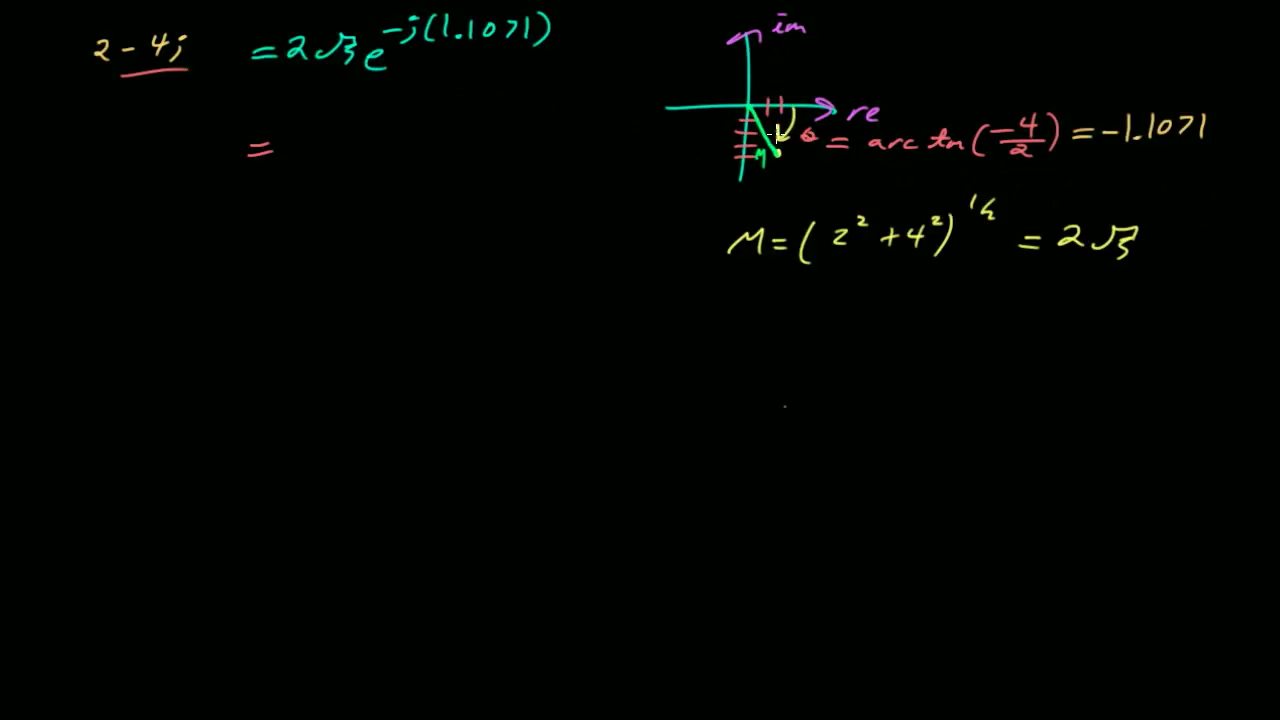 2 - 4j = 2√5 e^{-j(1.1071)}
=
im
re
M
θ = arc tn(-4/2) = -1.1071
M = (2² + 4²)^{1/2} = 2√5